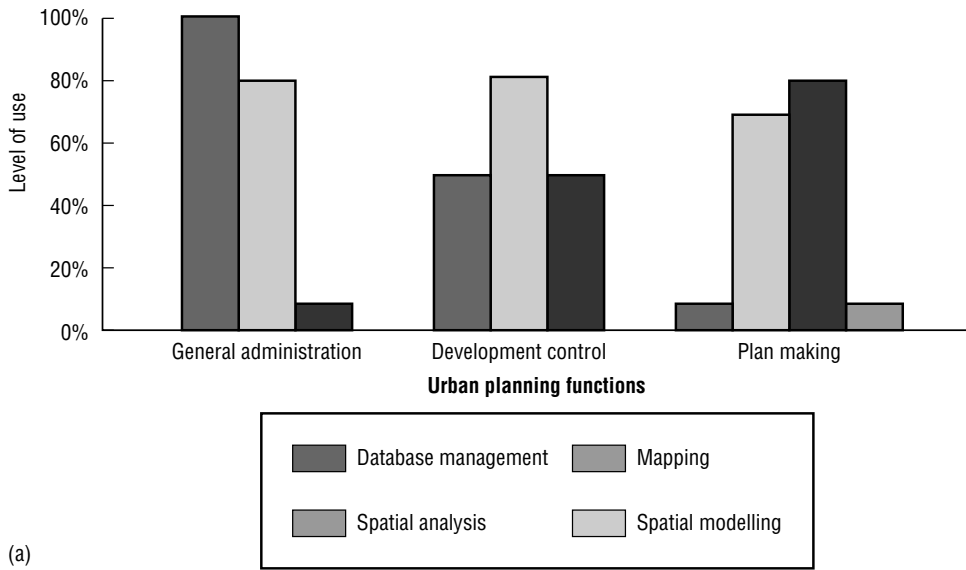 100%
80%
60%
40%
20%
0%
Level of use
General administration Development control Plan making
Urban planning functions
Database management Mapping
Spatial analysis Spatial modelling
(a)